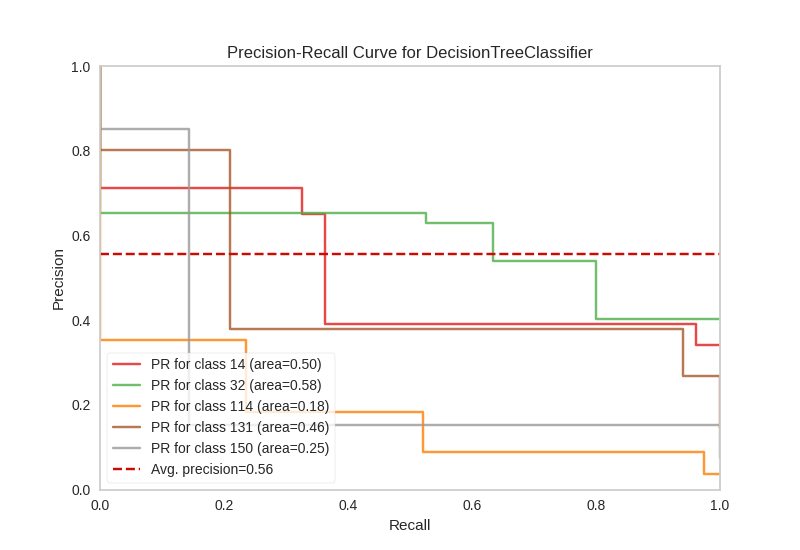 Precision-Recall Curve for DecisionTreeClassifier
1.0
0.8
0.6
0.4
0.2
0.0
Precision
PR for class 14 (area=0.50)
PR for class 32 (area=0.58)
PR for class 114 (area=0.18)
PR for class 131 (area=0.46)
PR for class 150 (area=0.25)
Avg. precision=0.56
0.0 0.2 0.4 0.6 0.8 1.0
Recall